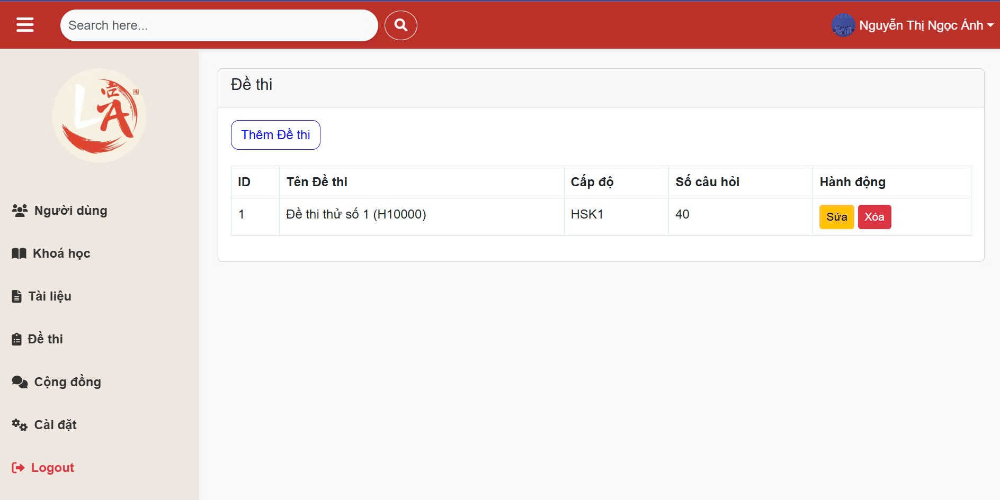 Search here...
Nguyễn Thị Ngọc Ánh
LA
Đề thi
Thêm Đề thi
ID Tên Đề thi Cấp độ Số câu hỏi Hành động
1 Đề thi thử số 1 (H10000) HSK1 40 Sửa Xóa
Người dùng
Khoá học
Tài liệu
Đề thi
Cộng đồng
Cài đặt
Logout